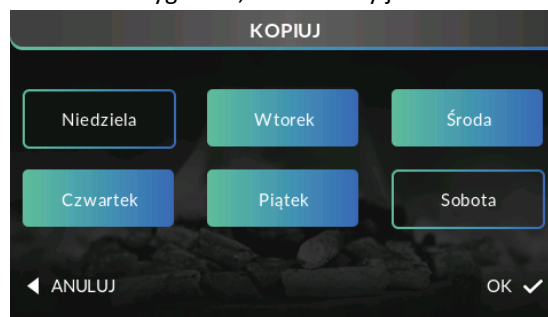 KOPIUJ
Niedziela Wtorek Środa
Czwartek Piątek Sobota
ANULUJ OK